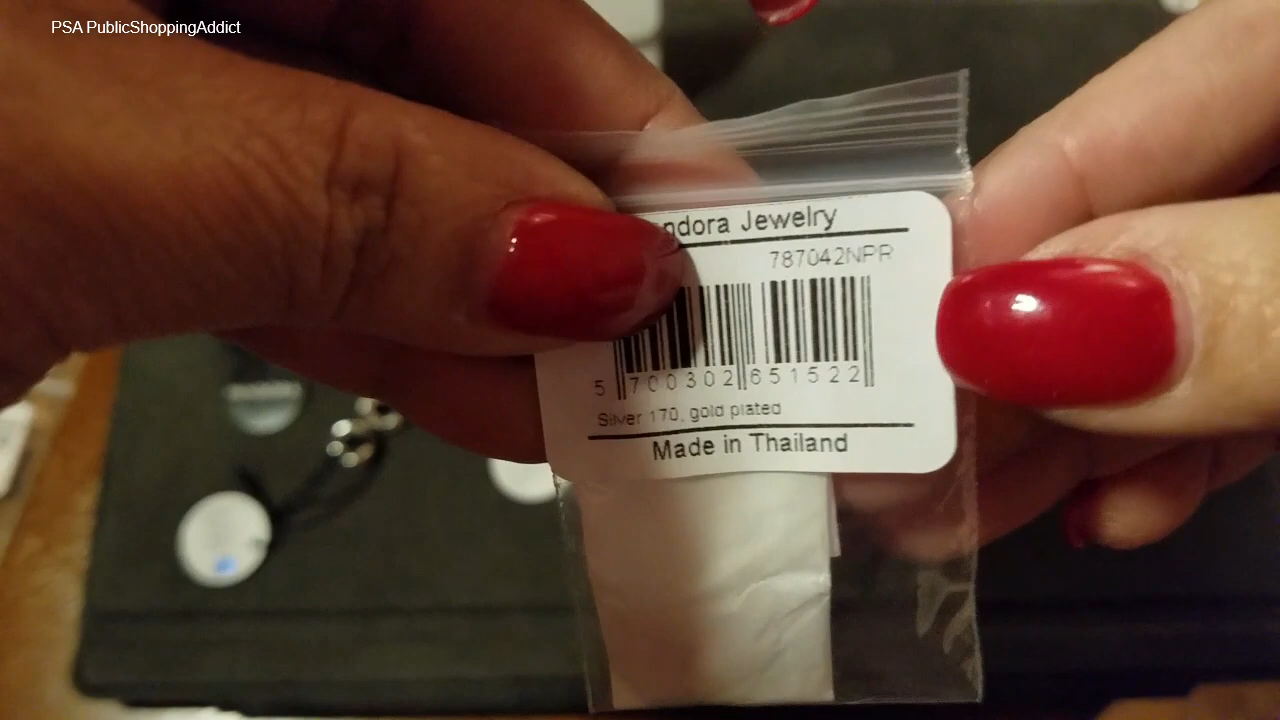 PSA PublicShoppingAddict
ndora Jewelry
787042NPR
5 700302 651522
Silver 170, gold plated
Made in Thailand